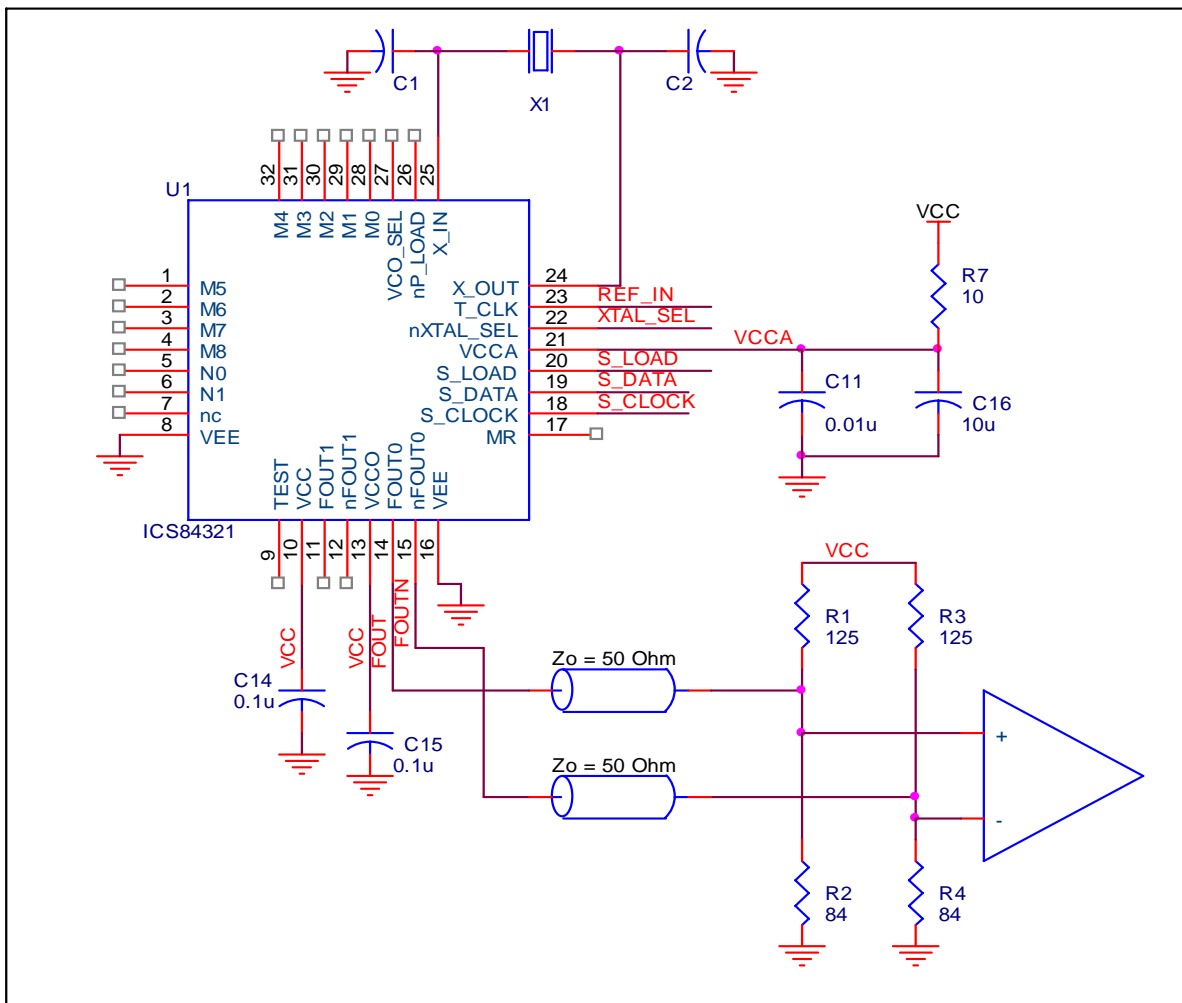 C1
X1
C2
32
31
30
29
28
27
26
25
U1
M4
M3
M2
M1
M0
VCO_SEL
nP_LOAD
X_IN
VCC
R7
10
1
M5
2
M6
3
M7
4
M8
5
N0
6
N1
7
nc
8
VEE
X_OUT
24
T_CLK
23
REF_IN
nXTAL_SEL
22
XTAL_SEL
VCCA
21
VCCA
S_LOAD
20
S_LOAD
S_DATA
19
S_DATA
S_CLOCK
18
S_CLOCK
MR
17
C11
0.01u
C16
10u
TEST
VCC
FOUT1
nFOUT1
VCCO
FOUT0
nFOUT0
VEE
ICS84321
9
10
11
12
13
14
15
16
VCC
VCC
FOUT
FOUTN
C14
0.1u
C15
0.1u
Zo = 50 Ohm
Zo = 50 Ohm
VCC
R1
125
R3
125
+
-
R2
84
R4
84